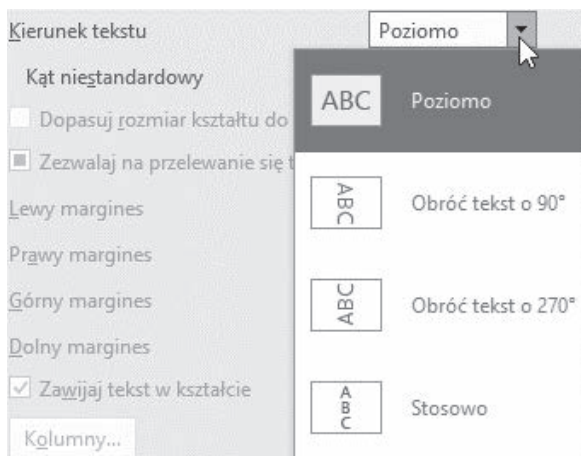 Kierunek tekstu Poziomo
Kąt niestandardowy
ABC Poziomo
Dopasuj rozmiar kształtu do
Zezwalaj na przelewanie się t
ABC Obróć tekst o 90°
Lewy margines
Prawy margines
Górny margines
ABC Obróć tekst o 270°
Dolny margines
Zawijaj tekst w kształcie
ABC Stosowo
Kolumny...